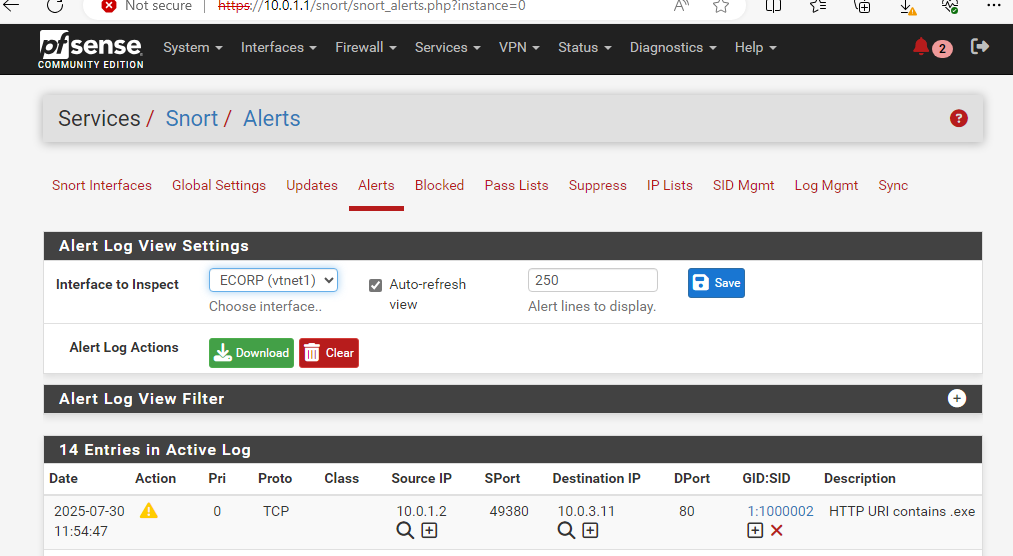 Not secure | https://10.0.1.1/snort/snort_alerts.php?instance=0
pfsense
COMMUNITY EDITION
System Interfaces Firewall Services VPN Status Diagnostics Help 2
Services / Snort / Alerts ?
Snort Interfaces Global Settings Updates Alerts Blocked Pass Lists Suppress IP Lists SID Mgmt Log Mgmt Sync
Alert Log View Settings
Interface to Inspect ECORP (vtnet1) Auto-refresh view 250 Save
Choose interface.. Alert lines to display.
Alert Log Actions Download Clear
Alert Log View Filter
14 Entries in Active Log
Date Action Pri Proto Class Source IP SPort Destination IP DPort GID:SID Description
2025-07-30 0 TCP 10.0.1.2 49380 10.0.3.11 80 1:1000002 HTTP URI contains .exe
11:54:47